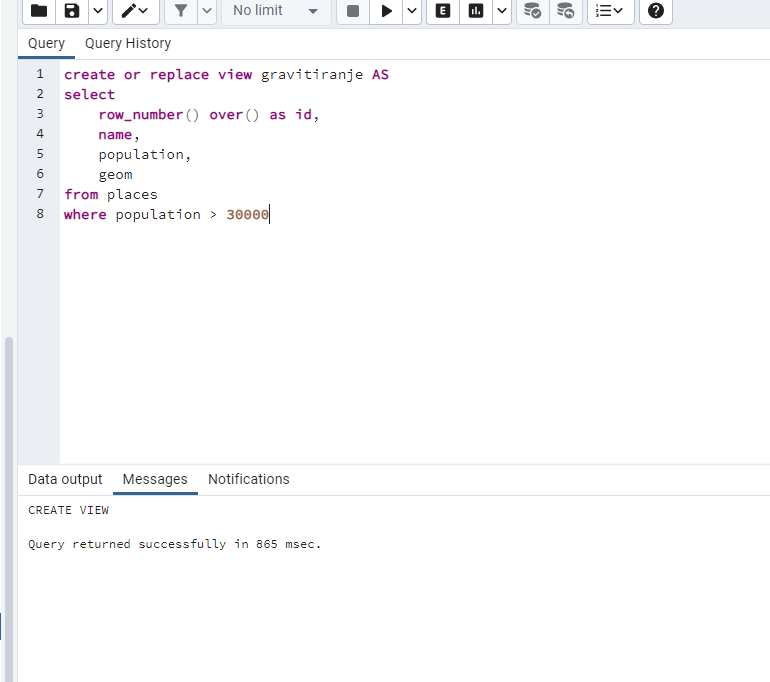 No limit
E
?
Query Query History
1 create or replace view gravitiranje AS
2 select
3 row_number() over() as id,
4 name,
5 population,
6 geom
7 from places
8 where population > 30000
Data output Messages Notifications
CREATE VIEW
Query returned successfully in 865 msec.